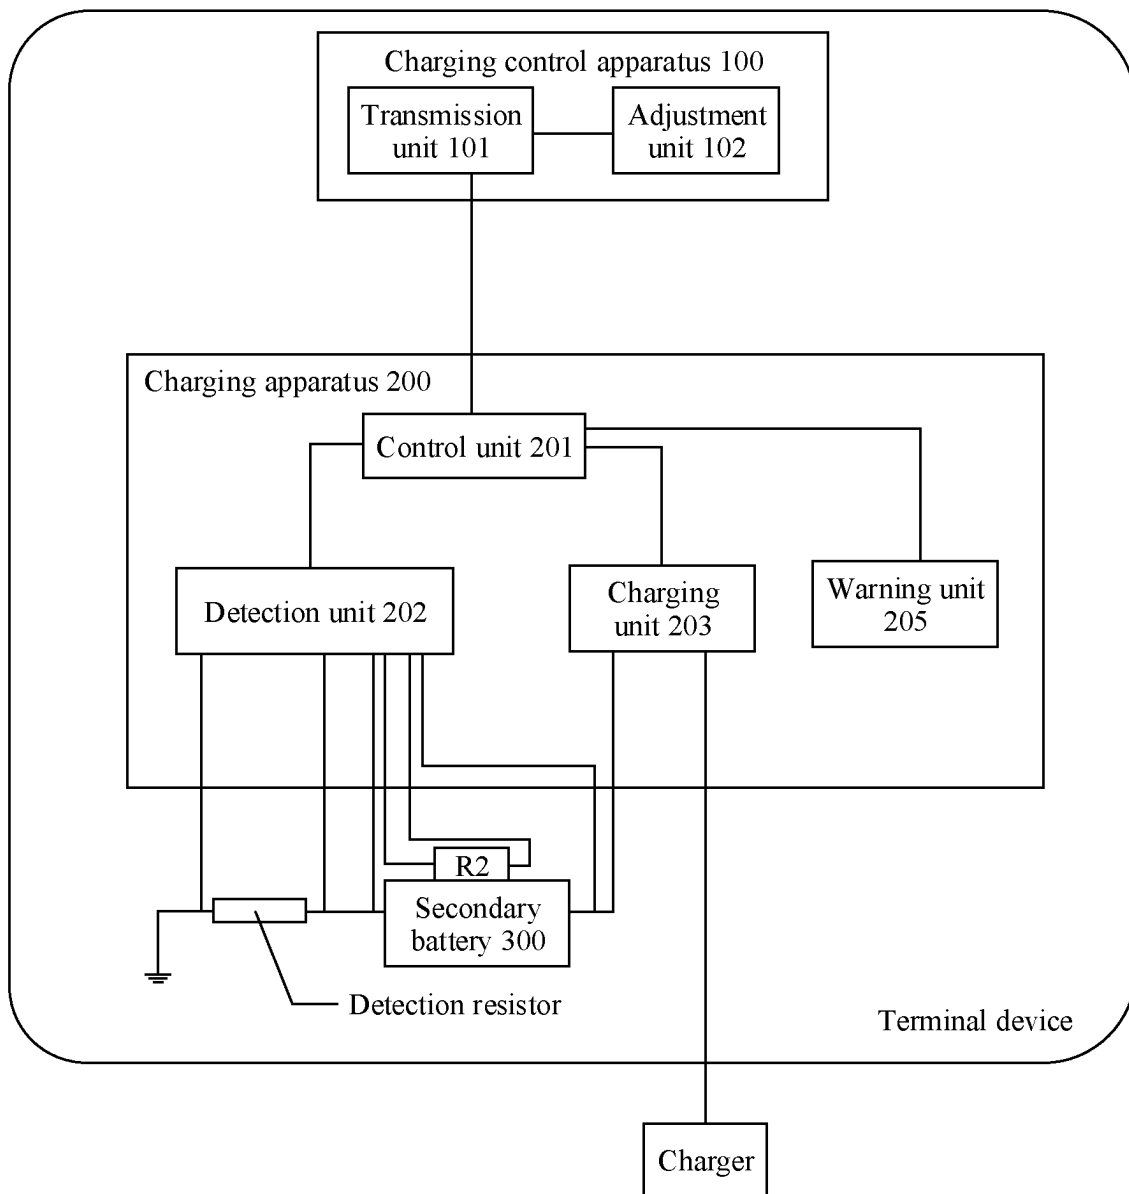 Charging control apparatus 100
Transmission
unit 101
Adjustment
unit 102
Charging apparatus 200
Control unit 201
Detection unit 202
Charging
unit 203
Warning unit
205
R2
Secondary
battery 300
Detection resistor
Terminal device
Charger